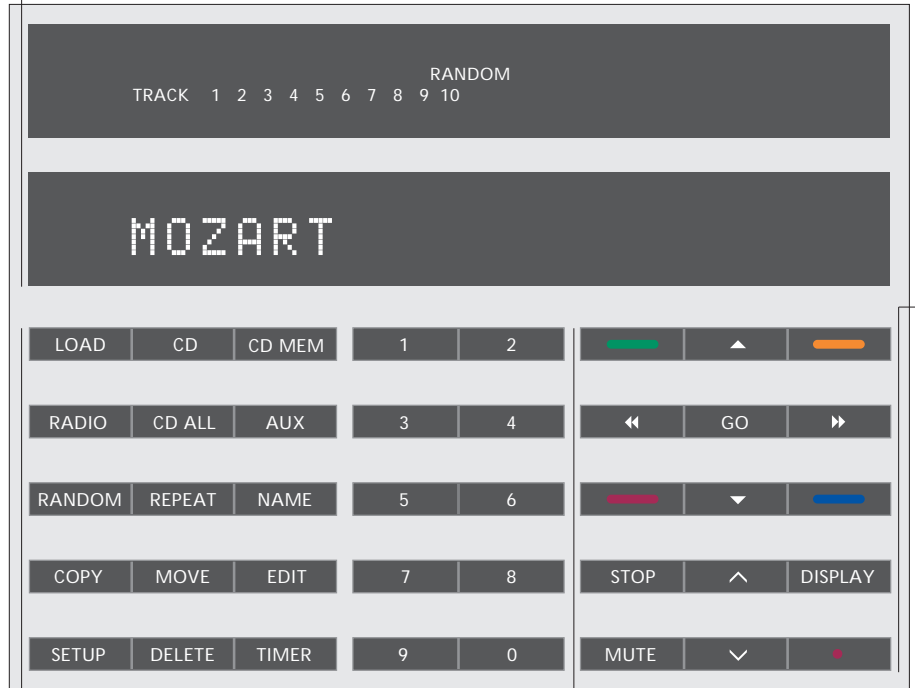 RANDOM
TRACK 1 2 3 4 5 6 7 8 9 10
MOZART
LOAD CD CD MEM 1 2
RADIO CD ALL AUX 3 4 GO
RANDOM REPEAT NAME 5 6
COPY MOVE EDIT 7 8 STOP DISPLAY
SETUP DELETE TIMER 9 0 MUTE